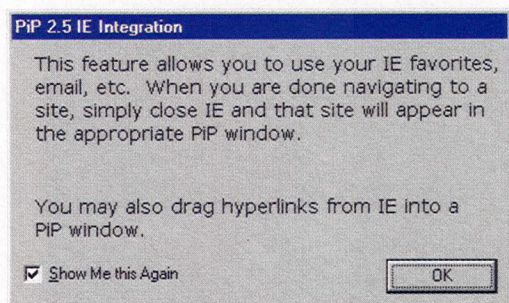 PiP 2.5 IE Integration
This feature allows you to use your IE favorites,
email, etc. When you are done navigating to a
site, simply close IE and that site will appear in
the appropriate PiP window.
You may also drag hyperlinks from IE into a
PiP window.
Show Me this Again
OK